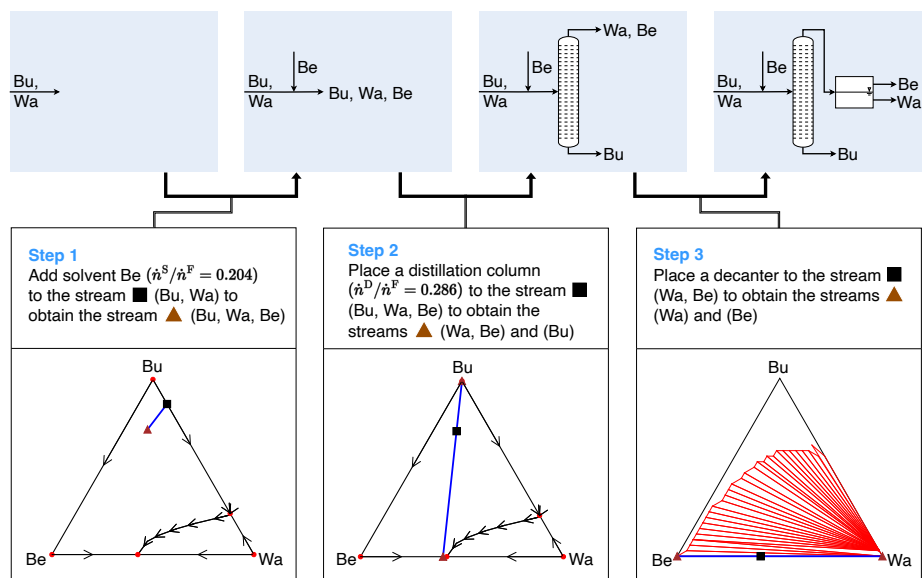 Bu,
Wa
Bu,
Wa
Be
Bu, Wa, Be
Bu,
Wa
Be
Wa, Be
Bu
Bu,
Wa
Be
Be
Wa
Bu
Step 1
Add solvent Be (ṅ^S/ṅ^F = 0.204)
to the stream ■ (Bu, Wa) to
obtain the stream ▲ (Bu, Wa, Be)
Bu
Be
Wa
Step 2
Place a distillation column
(ṅ^D/ṅ^F = 0.286) to the stream ■
(Bu, Wa, Be) to obtain the
streams ▲ (Wa, Be) and (Bu)
Bu
Be
Wa
Step 3
Place a decanter to the stream ■
(Wa, Be) to obtain the streams ▲
(Wa) and (Be)
Bu
Be
Wa